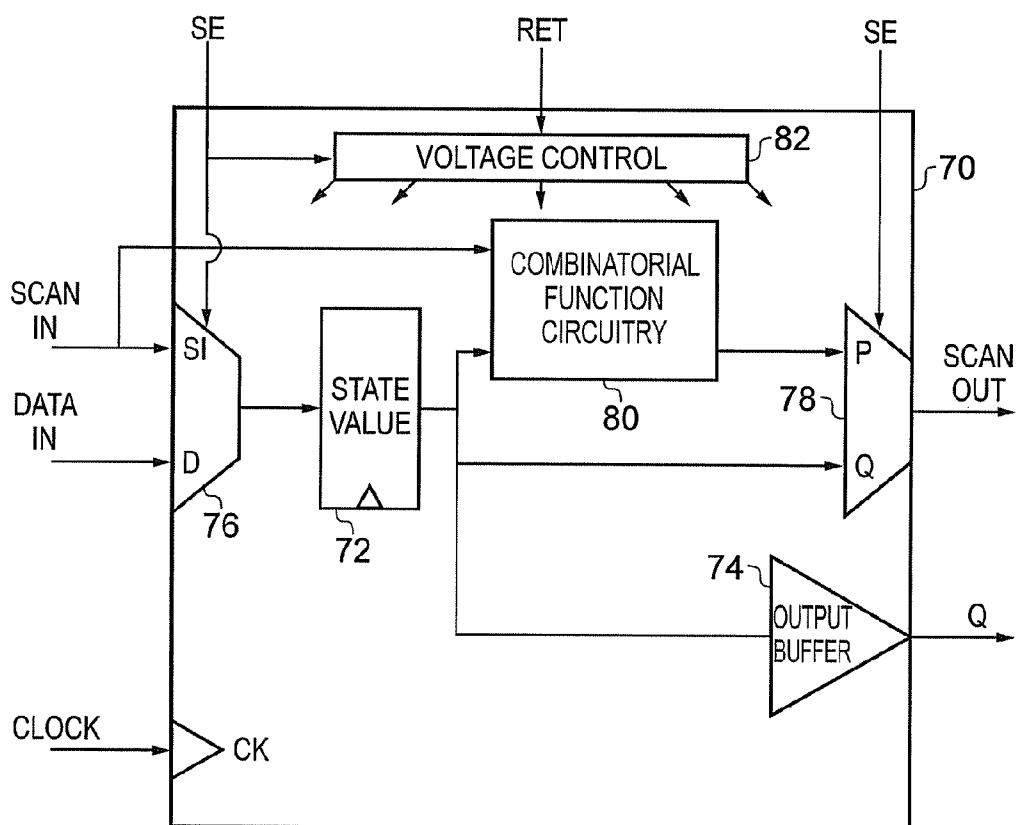 SE
RET
SE
82
VOLTAGE CONTROL
70
COMBINATORIAL
FUNCTION
CIRCUITRY
SCAN
IN
SI
STATE
VALUE
P
SCAN
OUT
80
78
DATA
IN
D
Q
76
72
74
OUTPUT
BUFFER
Q
CLOCK
CK